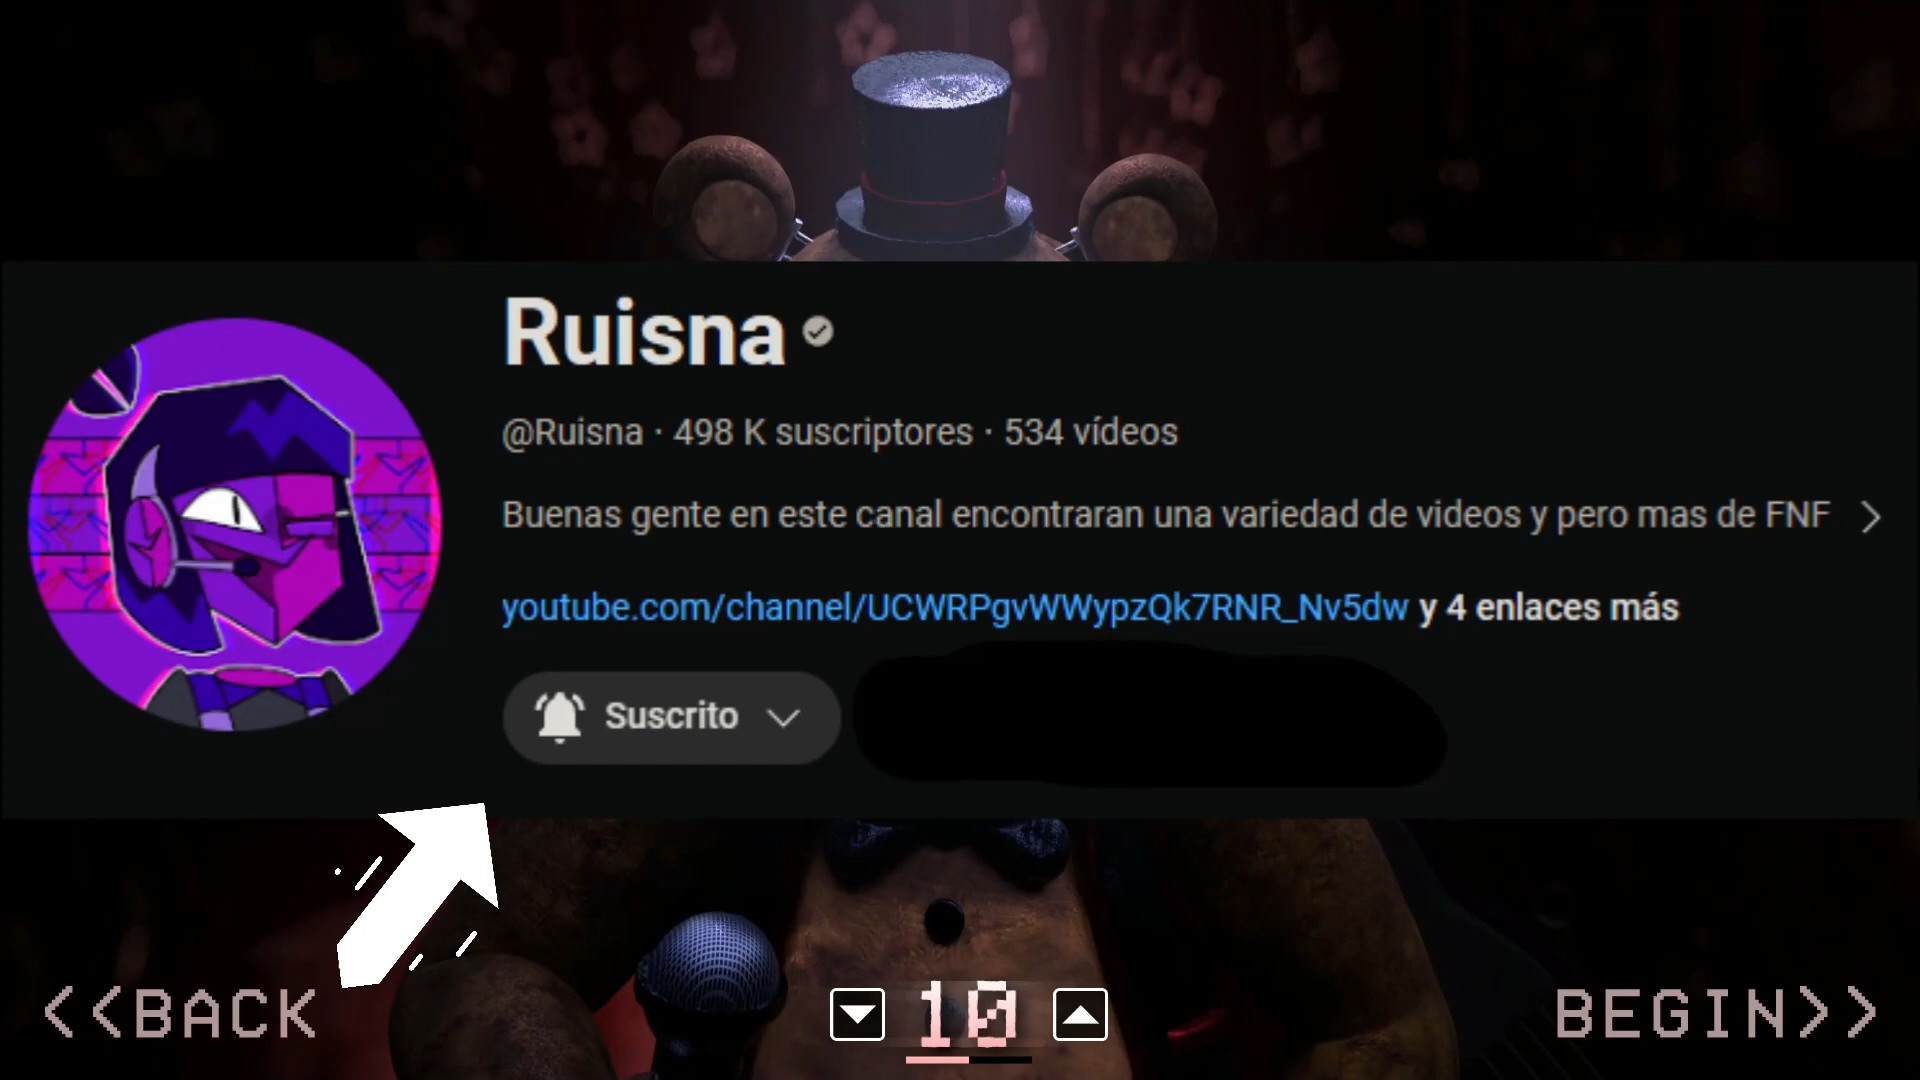 Ruisna
@Ruisna · 498 K suscriptores · 534 vídeos
Buenas gente en este canal encontraran una variedad de videos y pero mas de FNF
youtube.com/channel/UCWRPgvWWypzQk7RNR_Nv5dw y 4 enlaces más
Suscrito
<<BACK
10
BEGIN>>